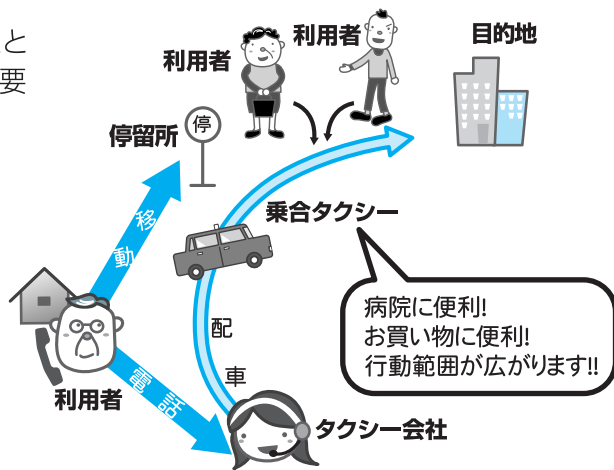 と
要
利用者
利用者
目的地
停留所
停
乗合タクシー
移動
病院に便利!
お買い物に便利!
行動範囲が広がります!!
配車
利用者
電話
タクシー会社